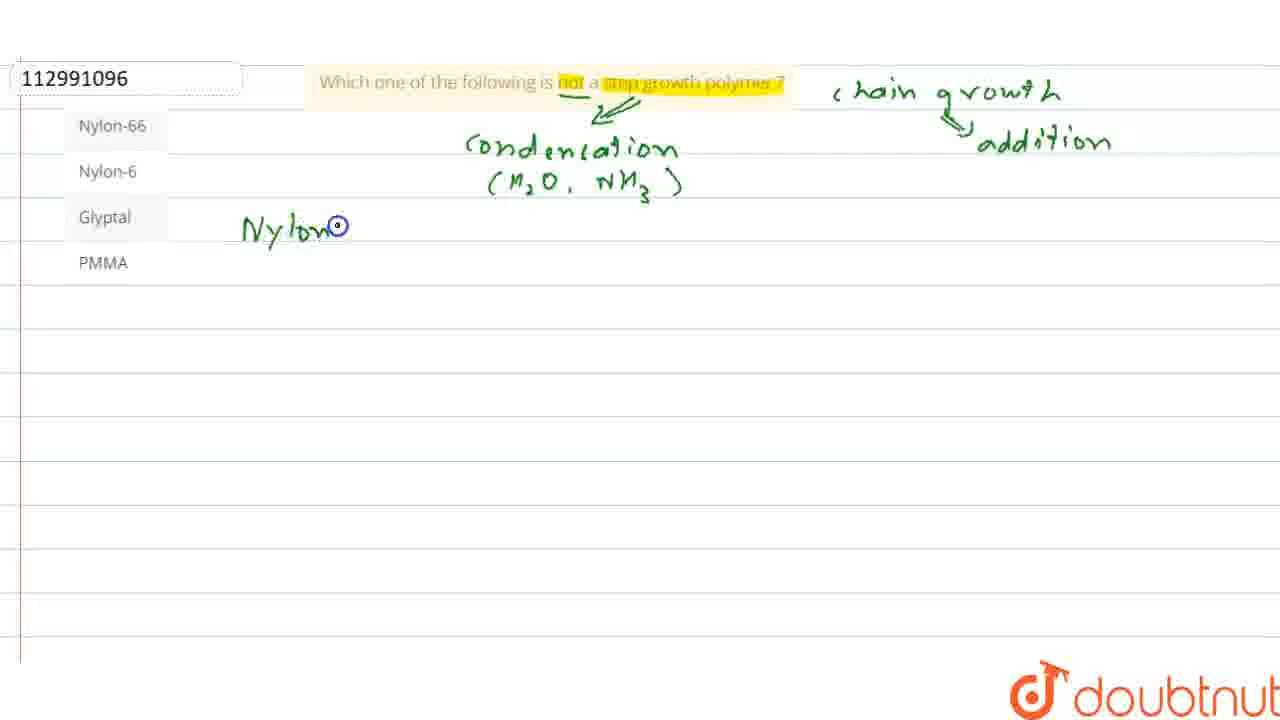 112991096
Which one of the following is not a step growth polymer ?
chain growth
addition
Nylon-66
Condencation
Nylon-6
(H₂O, NH₃)
Glyptal
Nylon
PMMA
doubtnut